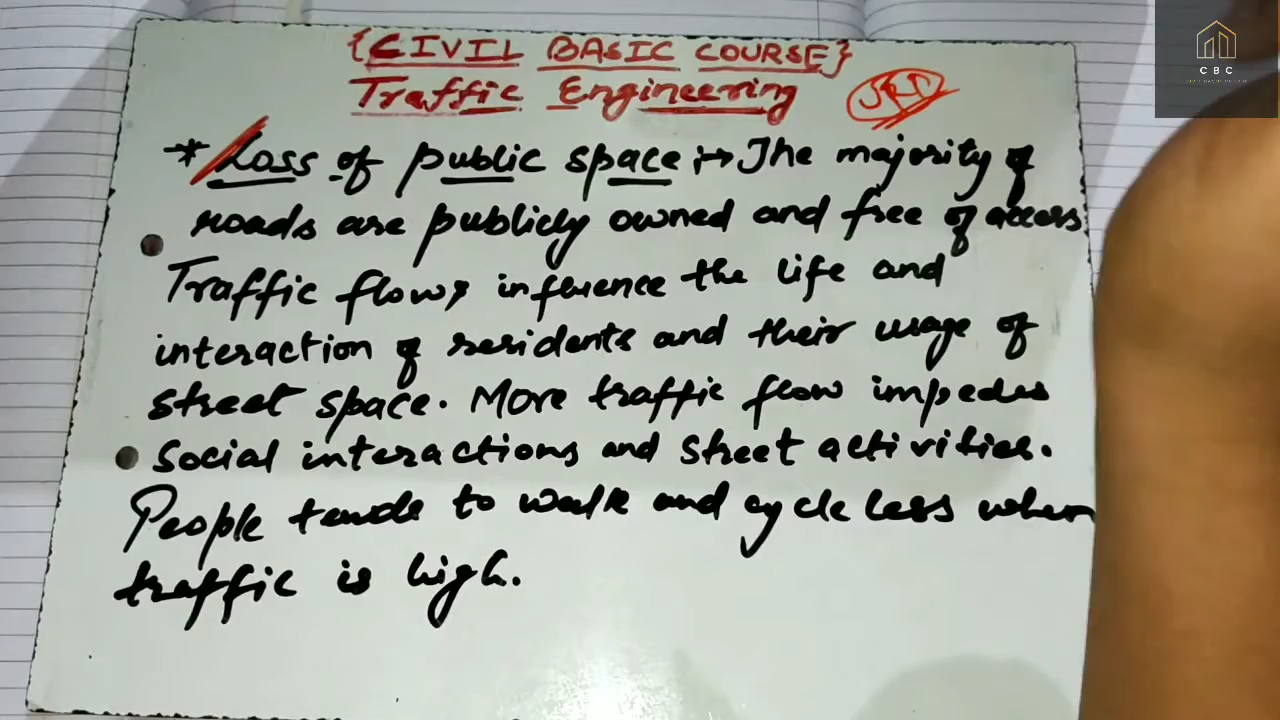 {CIVIL BASIC COURSE}
Traffic Engineering
* Loss of public space :→ The majority of
roads are publicly owned and free of access
Traffic flows influence the life and
interaction of residents and their usage of
street space. More traffic flow impedes
social interactions and street activities.
People tends to walk and cycle less when
traffic is high.
CBC